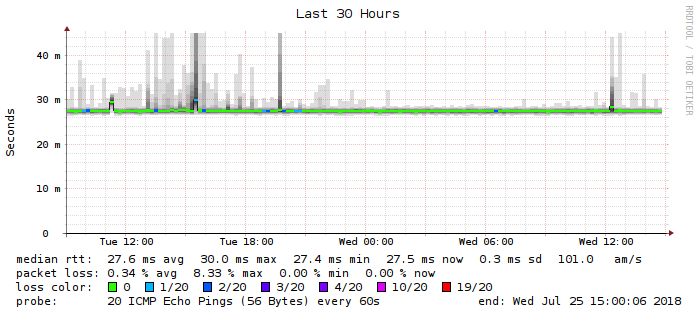 Last 30 Hours
RRDTOOL / TOBI OETIKER
Seconds
40 m
30 m
20 m
10 m
0
Tue 12:00 Tue 18:00 Wed 00:00 Wed 06:00 Wed 12:00
median rtt: 27.6 ms avg 30.0 ms max 27.4 ms min 27.5 ms now 0.3 ms sd 101.0 am/s
packet loss: 0.34 % avg 8.33 % max 0.00 % min 0.00 % now
loss color: 0 1/20 2/20 3/20 4/20 10/20 19/20
probe: 20 ICMP Echo Pings (56 Bytes) every 60s end: Wed Jul 25 15:00:06 2018